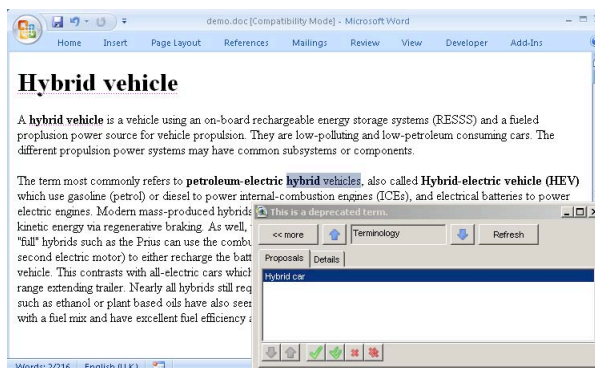 demo.doc [Compatibility Mode] - Microsoft Word
Home Insert Page Layout References Mailings Review View Developer Add-Ins
Hybrid vehicle
A hybrid vehicle is a vehicle using an on-board rechargeable energy storage systems (RESSS) and a fueled
proplusion power source for vehicle propulsion. They are low-polluting and low-petroleum consuming cars. The
different propulsion power systems may have common subsystems or components.
The term most commonly refers to petroleum-electric hybrid vehicles, also called Hybrid-electric vehicle (HEV)
which use gasoline (petrol) or diesel to power internal-combustion engines (ICEs), and electrical batteries to power
electric engines. Modern mass-produced hybrids
kinetic energy via regenerative braking. As well,
"full" hybrids such as the Prius can use the combu
second electric motor) to either recharge the batt
vehicle. This contrasts with all-electric cars which
range extending trailer. Nearly all hybrids still req
such as ethanol or plant based oils have also seen
with a fuel mix and have excellent fuel efficiency a
This is a deprecated term.
<< more Terminology Refresh
Proposals Details
Hybrid car
Words: 2/216 English (U.K.)